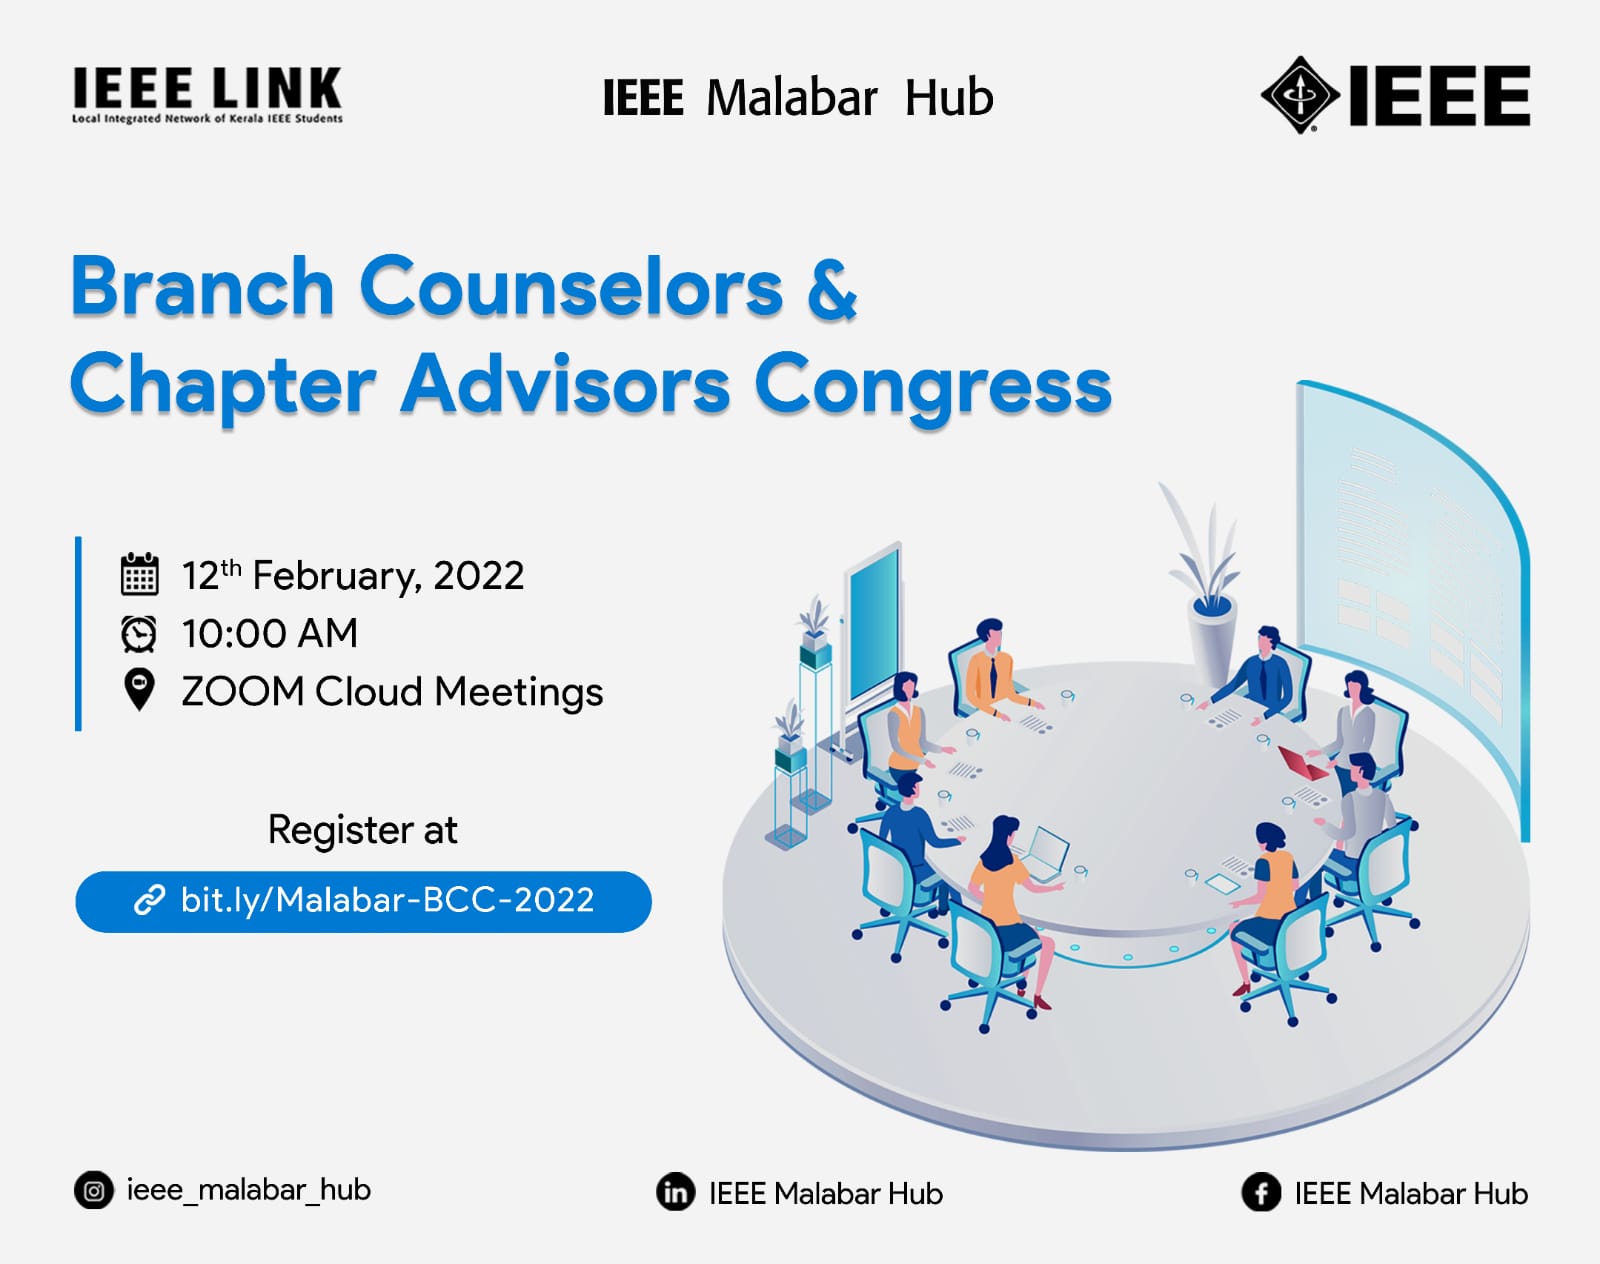 IEEE LINK
Local Integrated Network of Kerala IEEE Students
IEEE Malabar Hub
IEEE
Branch Counselors &
Chapter Advisors Congress
12th February, 2022
10:00 AM
ZOOM Cloud Meetings
Register at
bit.ly/Malabar-BCC-2022
ieee_malabar_hub
IEEE Malabar Hub
IEEE Malabar Hub